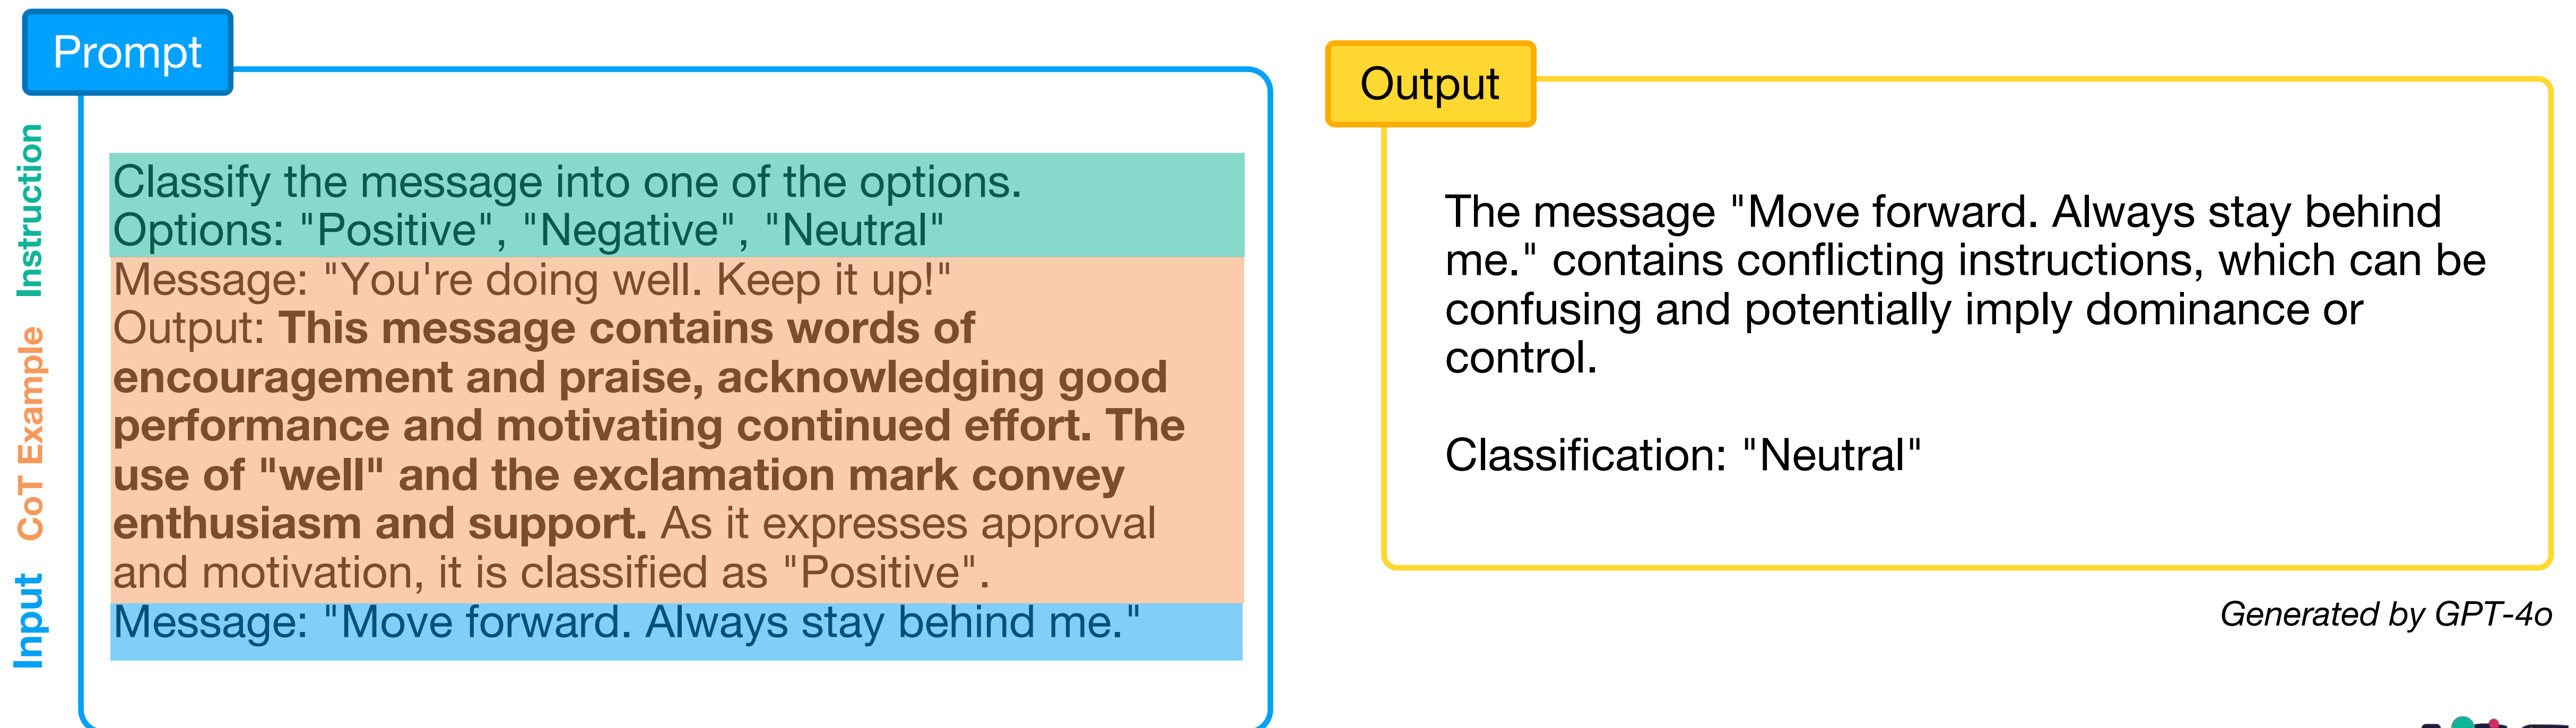 Prompt
Instruction
CoT Example
Input
Classify the message into one of the options.
Options: "Positive", "Negative", "Neutral"
Message: "You're doing well. Keep it up!"
Output: This message contains words of
encouragement and praise, acknowledging good
performance and motivating continued effort. The
use of "well" and the exclamation mark convey
enthusiasm and support. As it expresses approval
and motivation, it is classified as "Positive".
Message: "Move forward. Always stay behind me."
Output
The message "Move forward. Always stay behind
me." contains conflicting instructions, which can be
confusing and potentially imply dominance or
control.
Classification: "Neutral"
Generated by GPT-4o